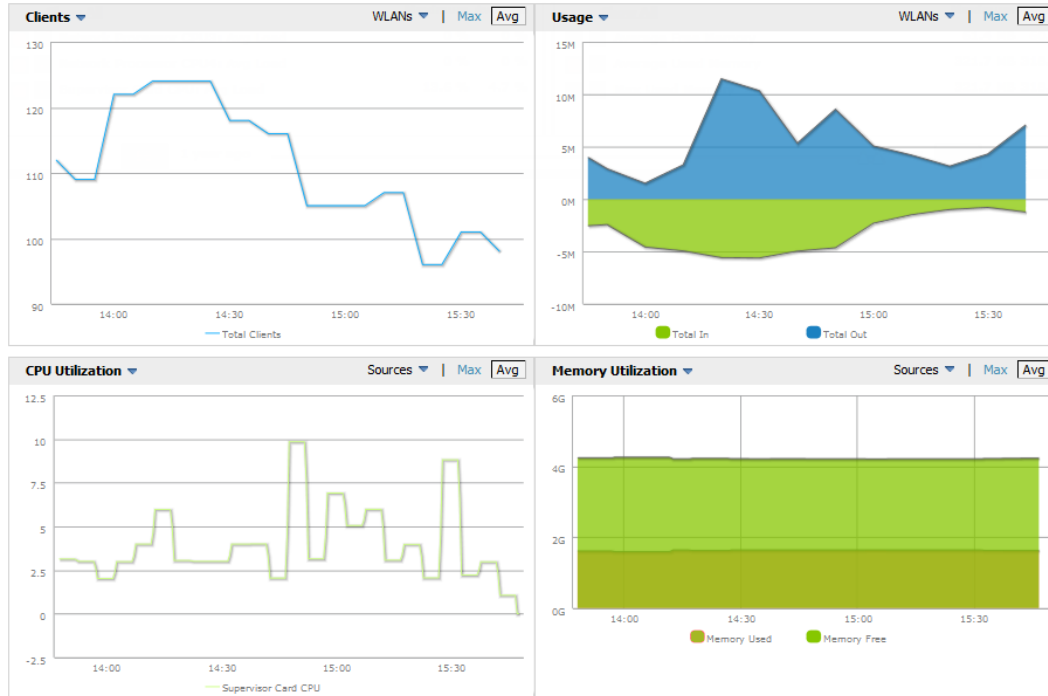 Clients WLANs | Max Avg
130
120
110
100
90
14:00 14:30 15:00 15:30
Total Clients
Usage WLANs | Max Avg
15M
10M
5M
0M
-5M
-10M
14:00 14:30 15:00 15:30
Total In Total Out
CPU Utilization Sources | Max Avg
12.5
10
7.5
5
2.5
0
-2.5
14:00 14:30 15:00 15:30
Supervisor Card CPU
Memory Utilization Sources | Max Avg
6G
4G
2G
0G
14:00 14:30 15:00 15:30
Memory Used Memory Free